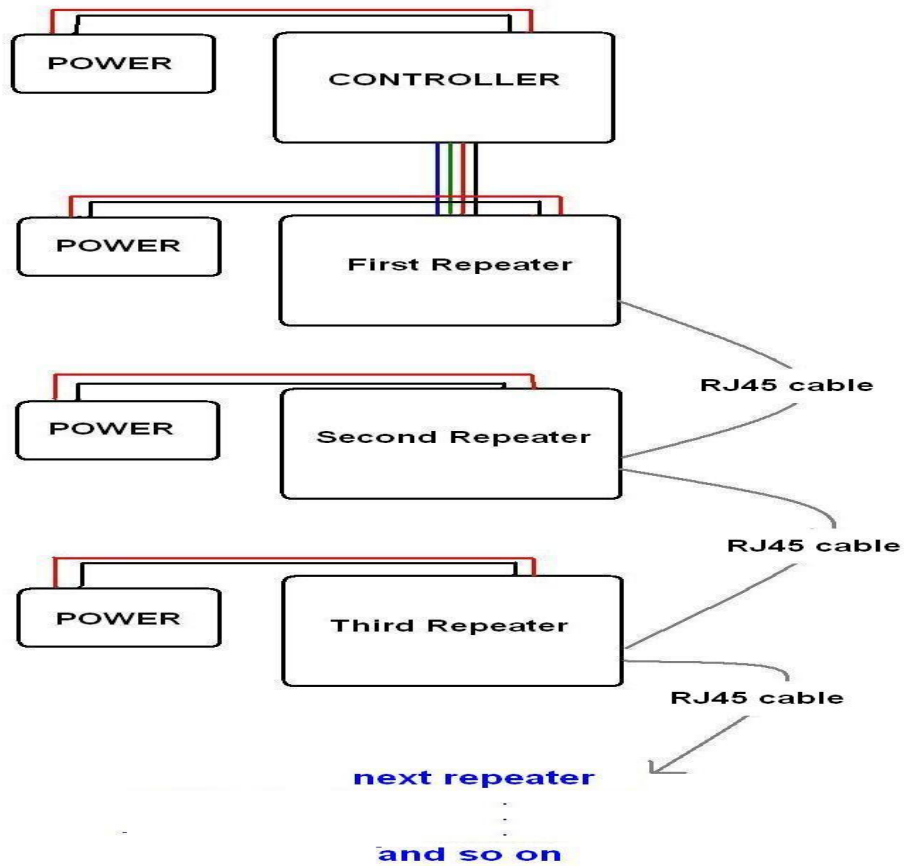 POWER
CONTROLLER
POWER
First Repeater
RJ45 cable
POWER
Second Repeater
RJ45 cable
POWER
Third Repeater
RJ45 cable
next repeater
and so on